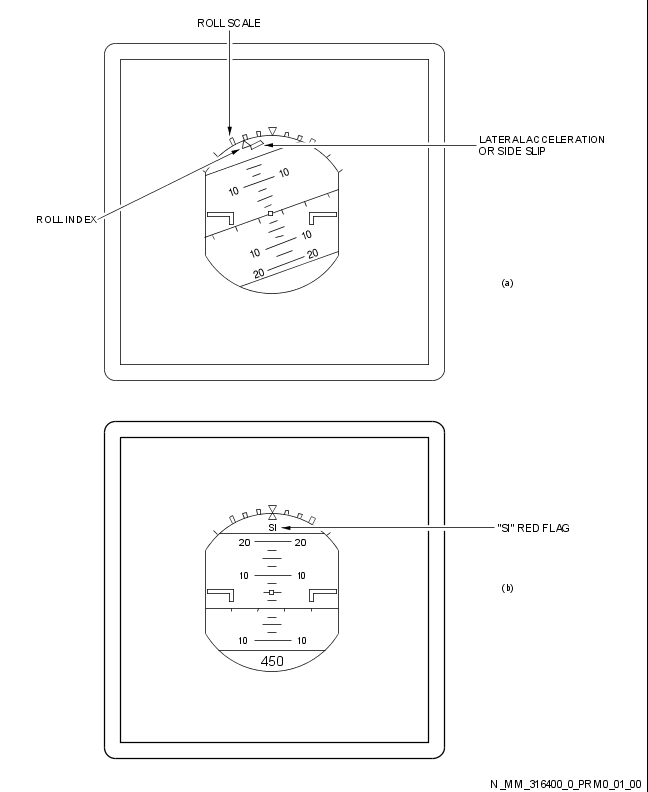 ROLL SCALE
LATERAL ACCELERATION
OR SIDE SLIP
10
10
ROLL INDEX
10
10
20
20
(a)
SI
"SI" RED FLAG
20
20
10
10
(b)
10
10
450
N_MM_316400_0_PRM0_01_00